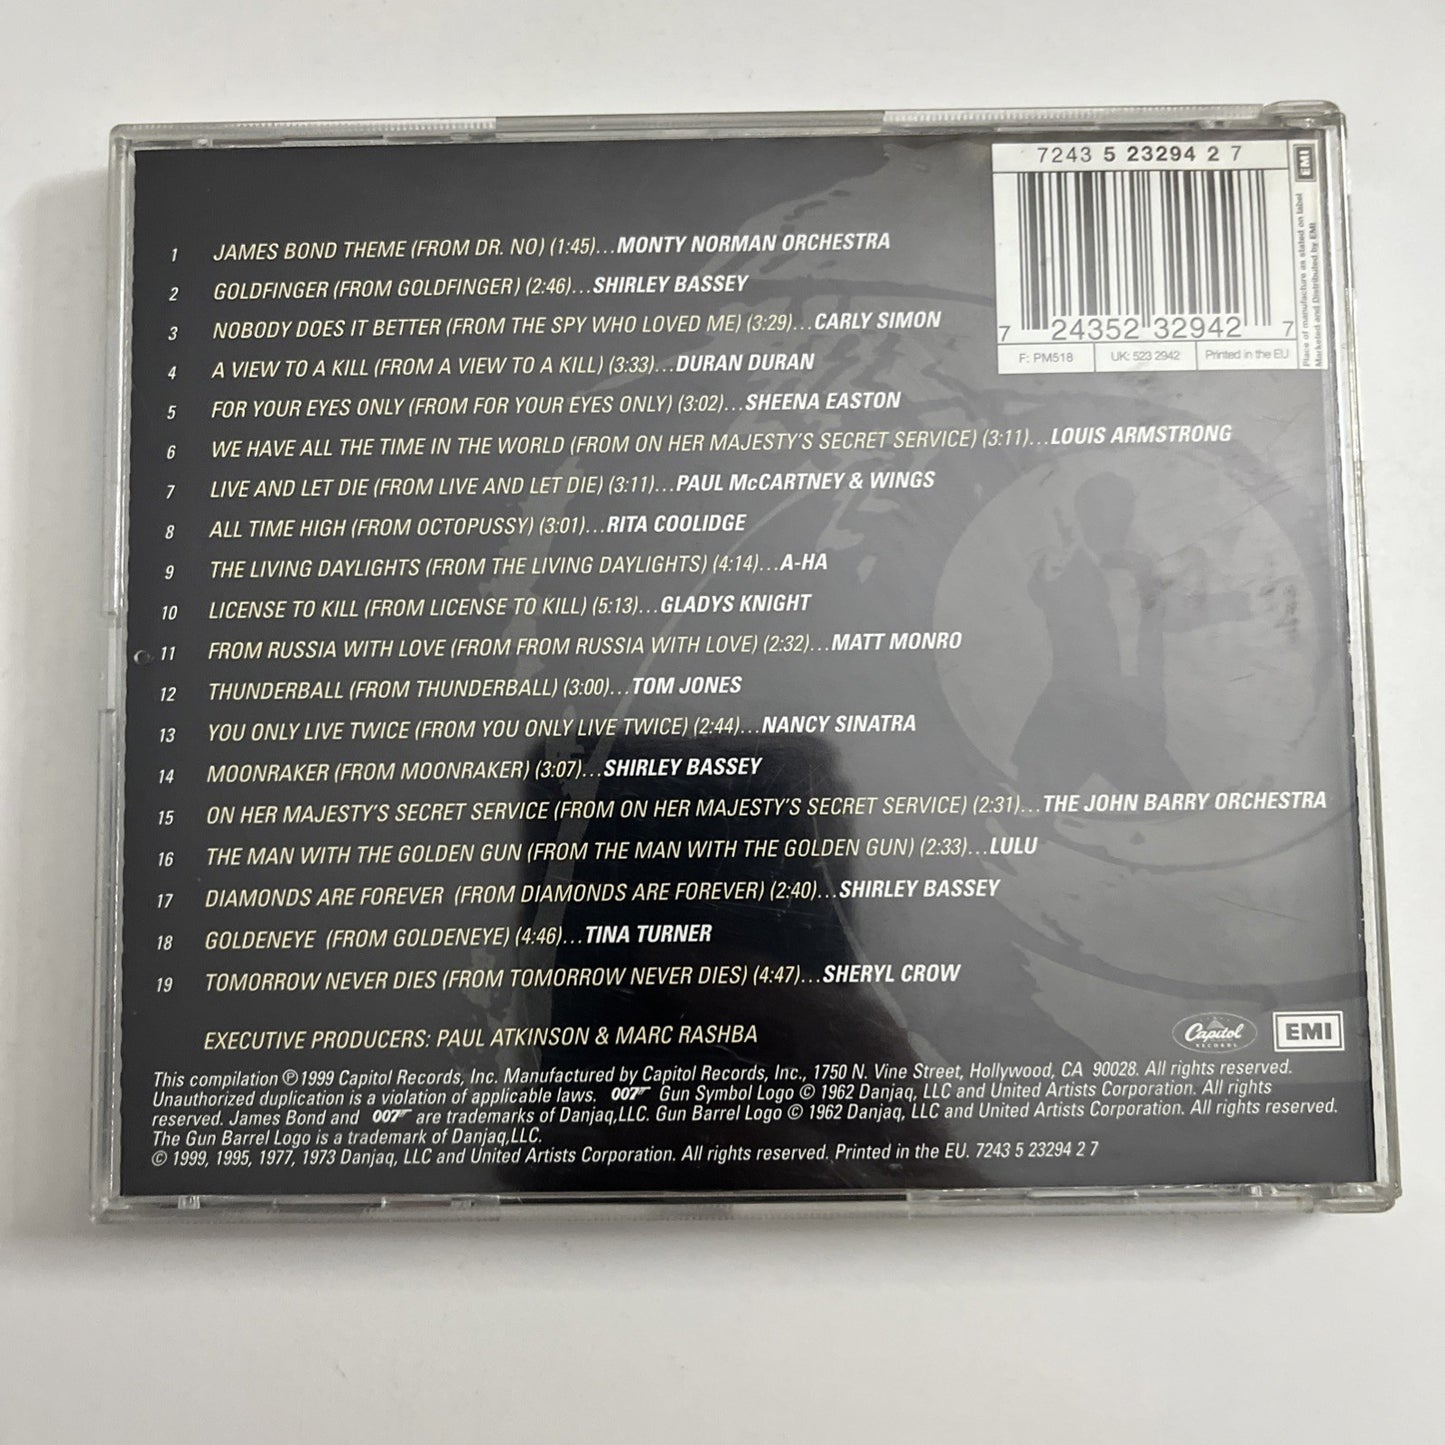 7243 5 23294 2 7
EMI
Place of manufacture as stated on label
Marketed and Distributed by EMI
7 24352 32942 7
F: PM518 UK: 523 2942 Printed in the EU
1 JAMES BOND THEME (FROM DR. NO) (1:45)...MONTY NORMAN ORCHESTRA
2 GOLDFINGER (FROM GOLDFINGER) (2:46)...SHIRLEY BASSEY
3 NOBODY DOES IT BETTER (FROM THE SPY WHO LOVED ME) (3:29)...CARLY SIMON
4 A VIEW TO A KILL (FROM A VIEW TO A KILL) (3:33)...DURAN DURAN
5 FOR YOUR EYES ONLY (FROM FOR YOUR EYES ONLY) (3:02)...SHEENA EASTON
6 WE HAVE ALL THE TIME IN THE WORLD (FROM ON HER MAJESTY'S SECRET SERVICE) (3:11)...LOUIS ARMSTRONG
7 LIVE AND LET DIE (FROM LIVE AND LET DIE) (3:11)...PAUL McCARTNEY & WINGS
8 ALL TIME HIGH (FROM OCTOPUSSY) (3:01)...RITA COOLIDGE
9 THE LIVING DAYLIGHTS (FROM THE LIVING DAYLIGHTS) (4:14)...A-HA
10 LICENSE TO KILL (FROM LICENSE TO KILL) (5:13)...GLADYS KNIGHT
11 FROM RUSSIA WITH LOVE (FROM FROM RUSSIA WITH LOVE) (2:32)...MATT MONRO
12 THUNDERBALL (FROM THUNDERBALL) (3:00)...TOM JONES
13 YOU ONLY LIVE TWICE (FROM YOU ONLY LIVE TWICE) (2:44)...NANCY SINATRA
14 MOONRAKER (FROM MOONRAKER) (3:07)...SHIRLEY BASSEY
15 ON HER MAJESTY'S SECRET SERVICE (FROM ON HER MAJESTY'S SECRET SERVICE) (2:31)...THE JOHN BARRY ORCHESTRA
16 THE MAN WITH THE GOLDEN GUN (FROM THE MAN WITH THE GOLDEN GUN) (2:33)...LULU
17 DIAMONDS ARE FOREVER (FROM DIAMONDS ARE FOREVER) (2:40)...SHIRLEY BASSEY
18 GOLDENEYE (FROM GOLDENEYE) (4:46)...TINA TURNER
19 TOMORROW NEVER DIES (FROM TOMORROW NEVER DIES) (4:47)...SHERYL CROW
EXECUTIVE PRODUCERS: PAUL ATKINSON & MARC RASHBA
Capitol
RECORDS
EMI
This compilation ℗1999 Capitol Records, Inc. Manufactured by Capitol Records, Inc., 1750 N. Vine Street, Hollywood, CA 90028. All rights reserved.
Unauthorized duplication is a violation of applicable laws. 007 Gun Symbol Logo © 1962 Danjaq, LLC and United Artists Corporation. All rights
reserved. James Bond and 007 are trademarks of Danjaq,LLC. Gun Barrel Logo © 1962 Danjaq, LLC and United Artists Corporation. All rights reserved.
The Gun Barrel Logo is a trademark of Danjaq,LLC.
© 1999, 1995, 1977, 1973 Danjaq, LLC and United Artists Corporation. All rights reserved. Printed in the EU. 7243 5 23294 2 7